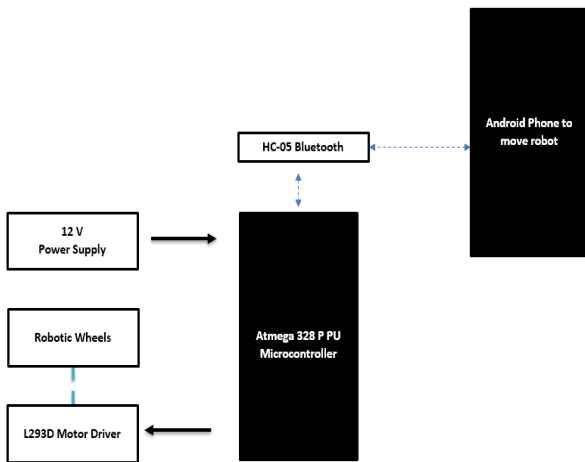 Android Phone to
move robot
HC-05 Bluetooth
12 V
Power Supply
Robotic Wheels
Atmega 328 P PU
Microcontroller
L293D Motor Driver